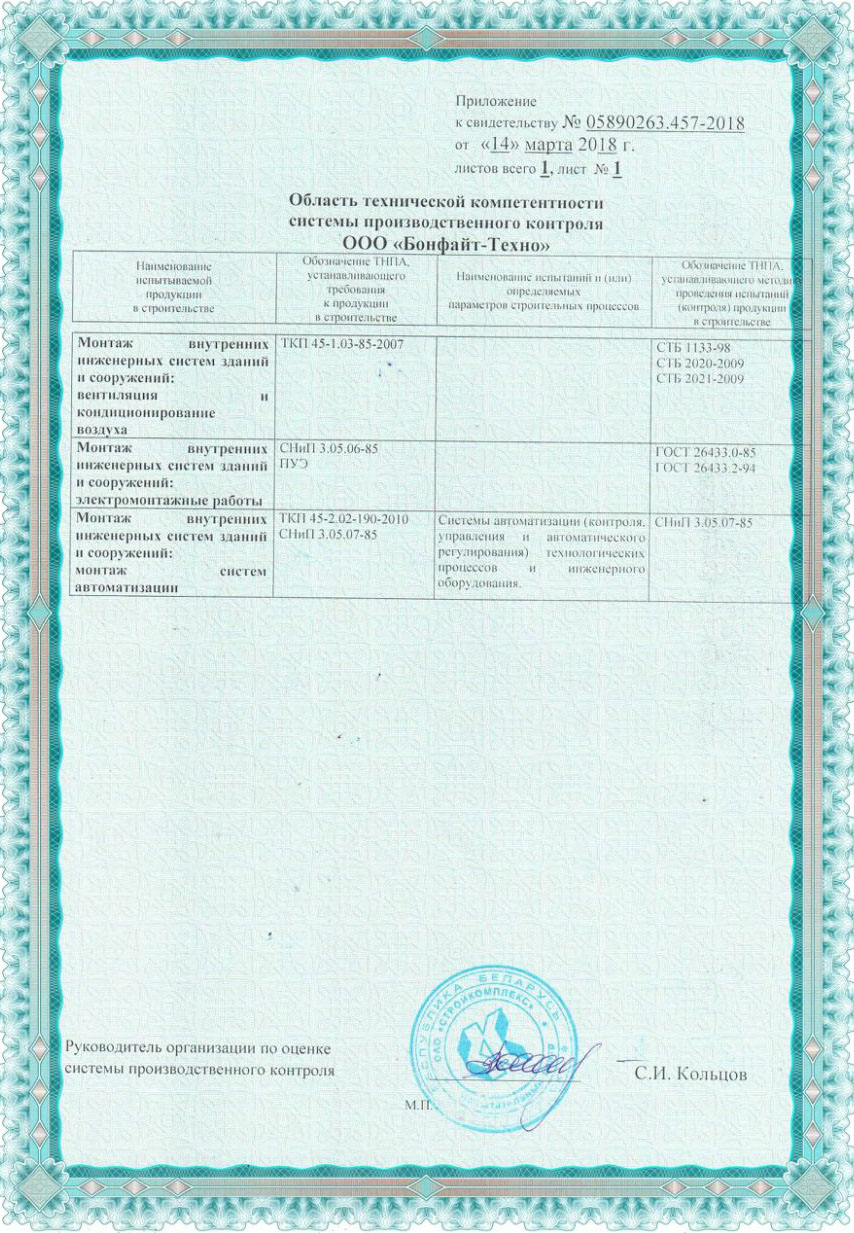 Приложение
к свидетельству № 05890263.457-2018
от «14» марта 2018 г.
листов всего 1, лист № 1
Область технической компетентности
системы производственного контроля
ООО «Бонфайт-Техно»
Наименование
испытываемой
продукции
в строительстве
Обозначение ТНПА,
устанавливающего
требования
к продукции
в строительстве
Наименование испытаний и (или)
определяемых
параметров строительных процессов
Обозначение ТНПА,
устанавливающего методики
проведения испытаний
(контроля) продукции
в строительстве
Монтаж внутренних
инженерных систем зданий
и сооружений:
вентиляция и
кондиционирование
воздуха
ТКП 45-1.03-85-2007
СТБ 1133-98
СТБ 2020-2009
СТБ 2021-2009
Монтаж внутренних
инженерных систем зданий
и сооружений:
электромонтажные работы
СНиП 3.05.06-85
ПУЭ
ГОСТ 26433.0-85
ГОСТ 26433.2-94
Монтаж внутренних
инженерных систем зданий
и сооружений:
монтаж систем
автоматизации
ТКП 45-2.02-190-2010
СНиП 3.05.07-85
Системы автоматизации (контроля,
управления и автоматического
регулирования) технологических
процессов и инженерного
оборудования.
СНиП 3.05.07-85
РЕСПУБЛИКА БЕЛАРУСЬ
ОАО «СТРОЙКОМПЛЕКС»
Руководитель организации по оценке
системы производственного контроля
С.И. Кольцов
М.П.